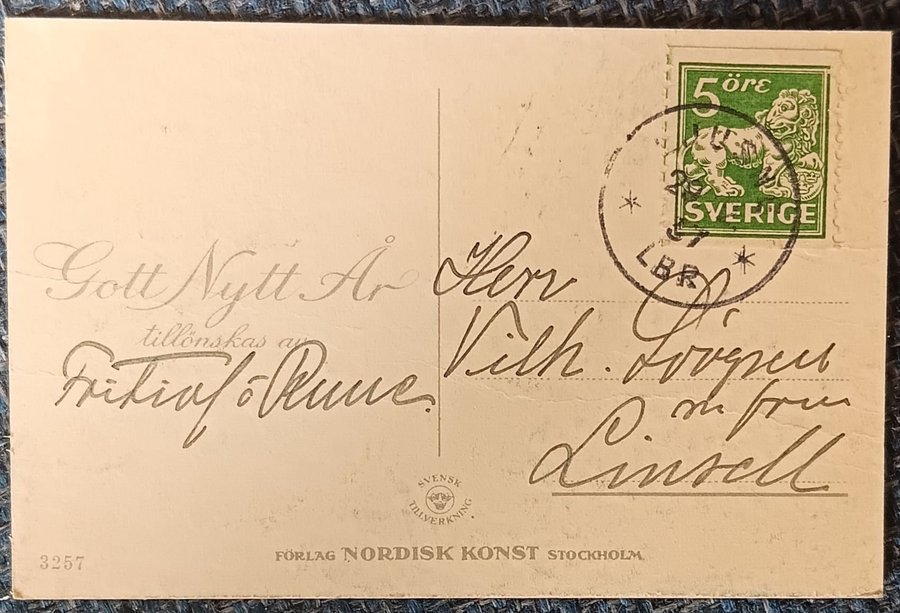 5 ÖRE
SVERIGE
LBR
Gott Nytt År
tillönskas av
Fritiof o Rune.
Herr
Vilh. Lövgren
m fru
Linsell
SVENSK
TILLVERKNING
FÖRLAG NORDISK KONST STOCKHOLM
3257